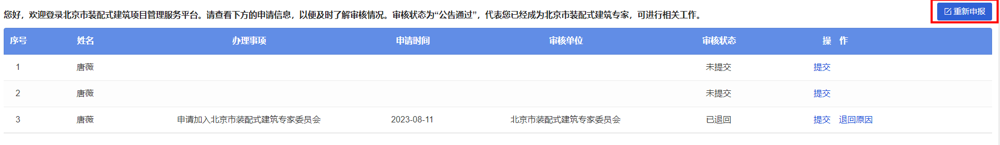 您好，欢迎登录北京市装配式建筑项目管理服务平台。请查看下方的申请信息，以便及时了解审核情况。审核状态为“公告通过”，代表您已经成为北京市装配式建筑专家，可进行相关工作。 重新申报
序号 姓名 办理事项 申请时间 审核单位 审核状态 操 作
1 唐薇 未提交 提交
2 唐薇 未提交 提交
3 唐薇 申请加入北京市装配式建筑专家委员会 2023-08-11 北京市装配式建筑专家委员会 已退回 提交 退回原因